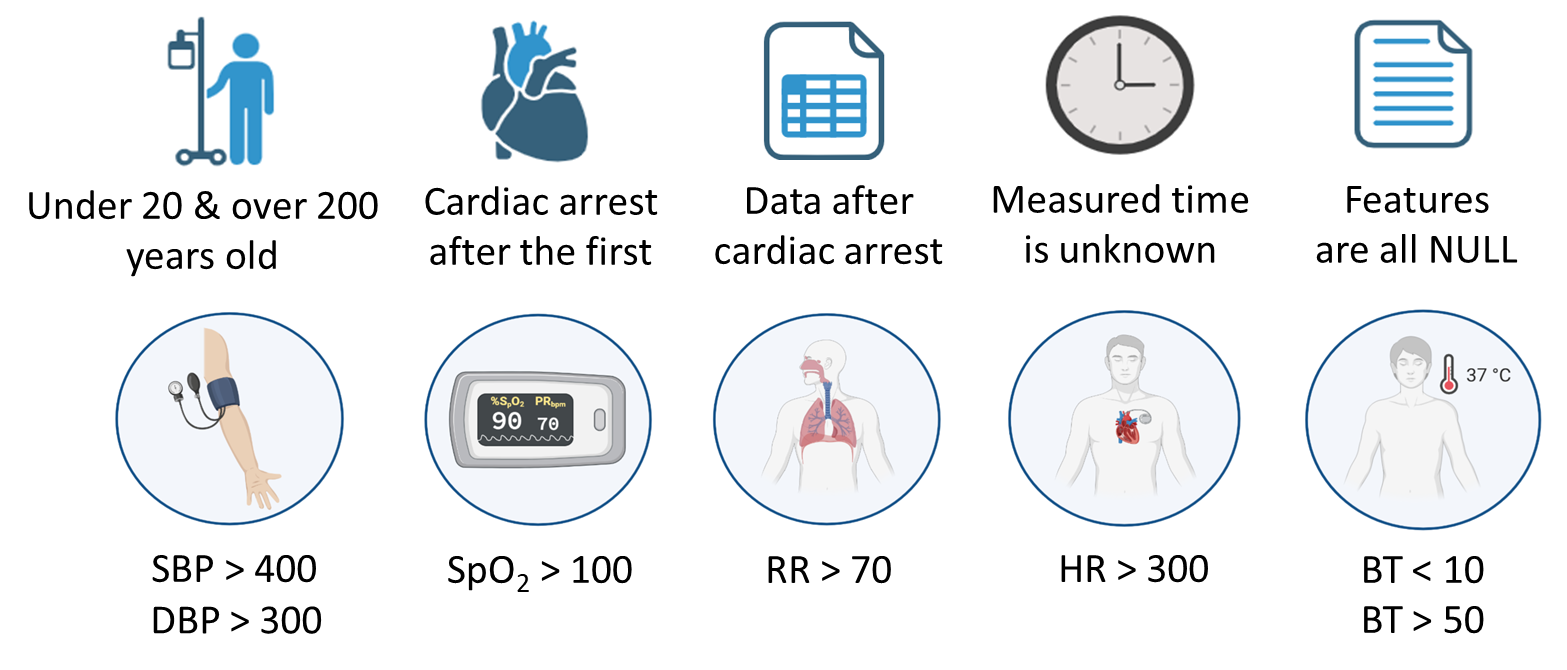 Under 20 & over 200
years old
Cardiac arrest
after the first
Data after
cardiac arrest
Measured time
is unknown
Features
are all NULL
%SpO2 PRbpm
90 70
37 °C
SBP > 400
DBP > 300
SpO₂ > 100
RR > 70
HR > 300
BT < 10
BT > 50